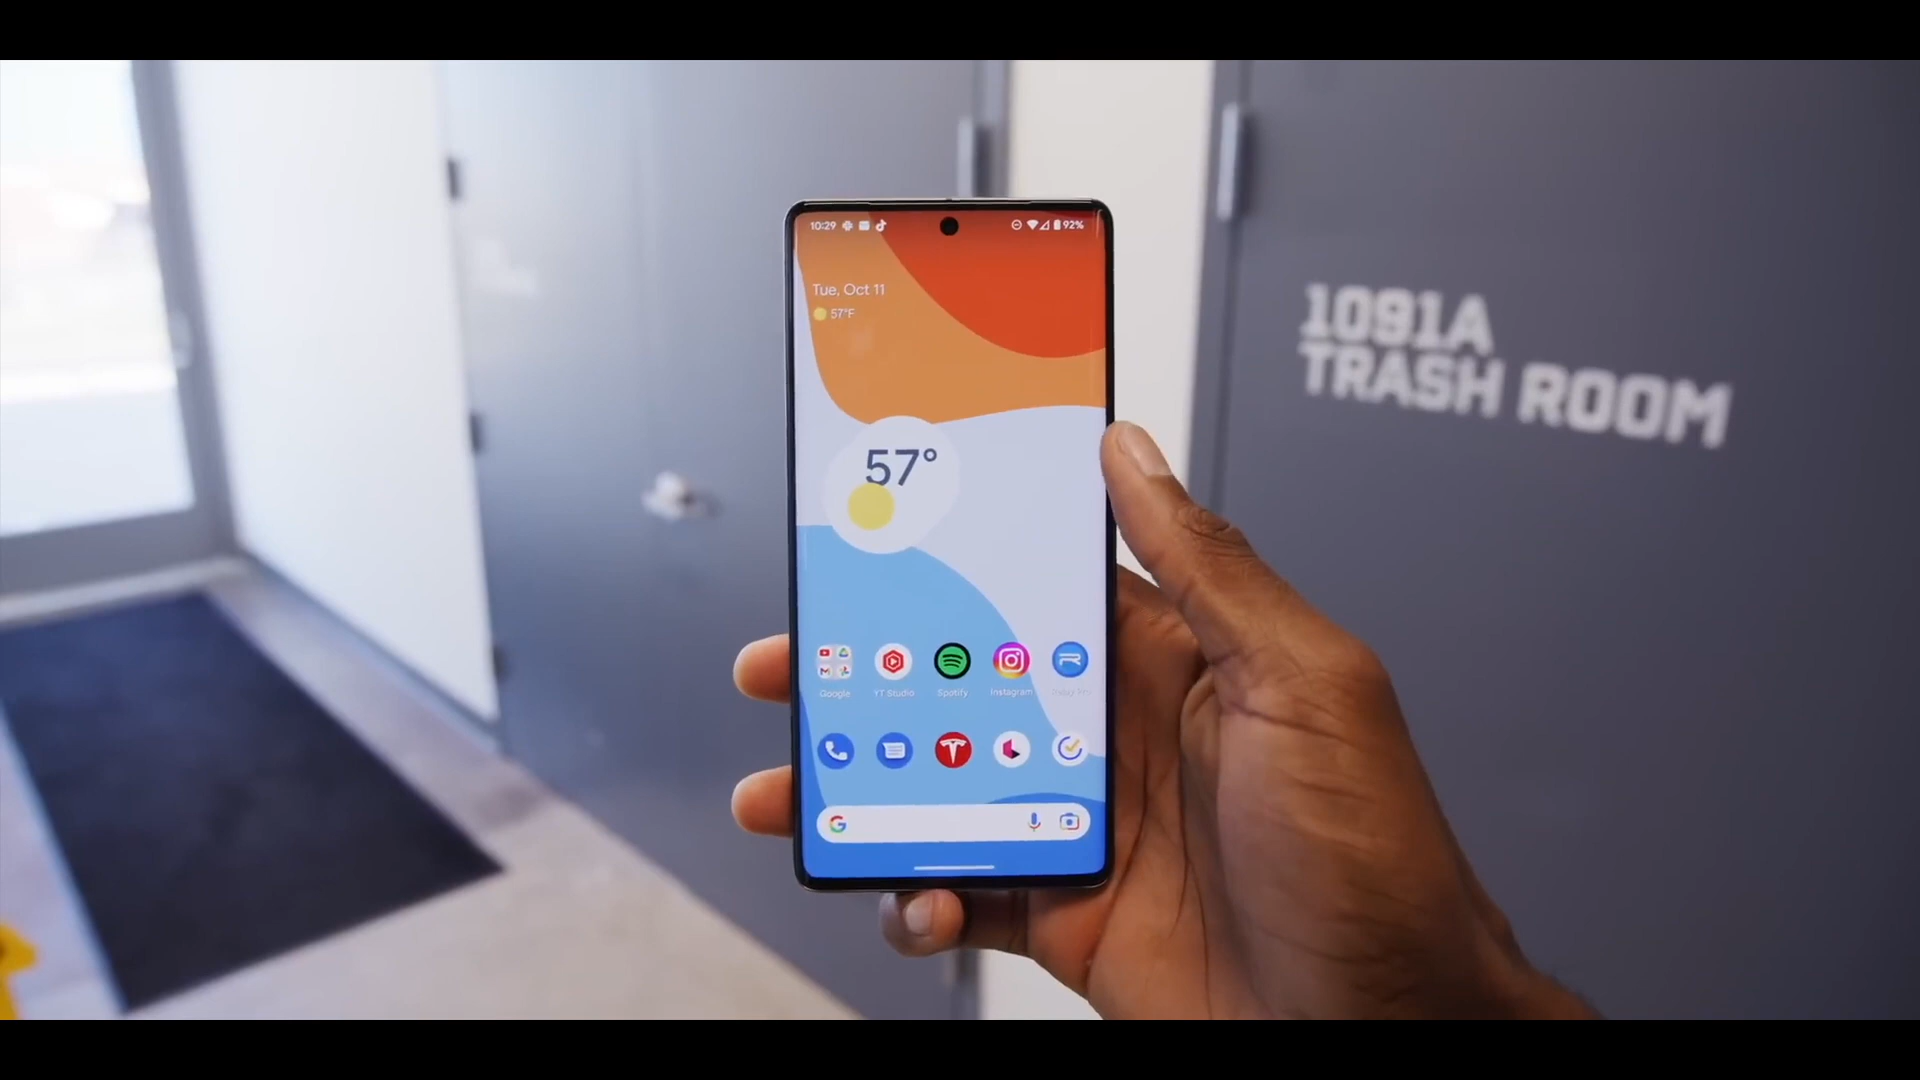 10:29
92%
Tue, Oct 11
57°F
57°
Google
YT Studio
Spotify
Instagram
1091A
TRASH ROOM